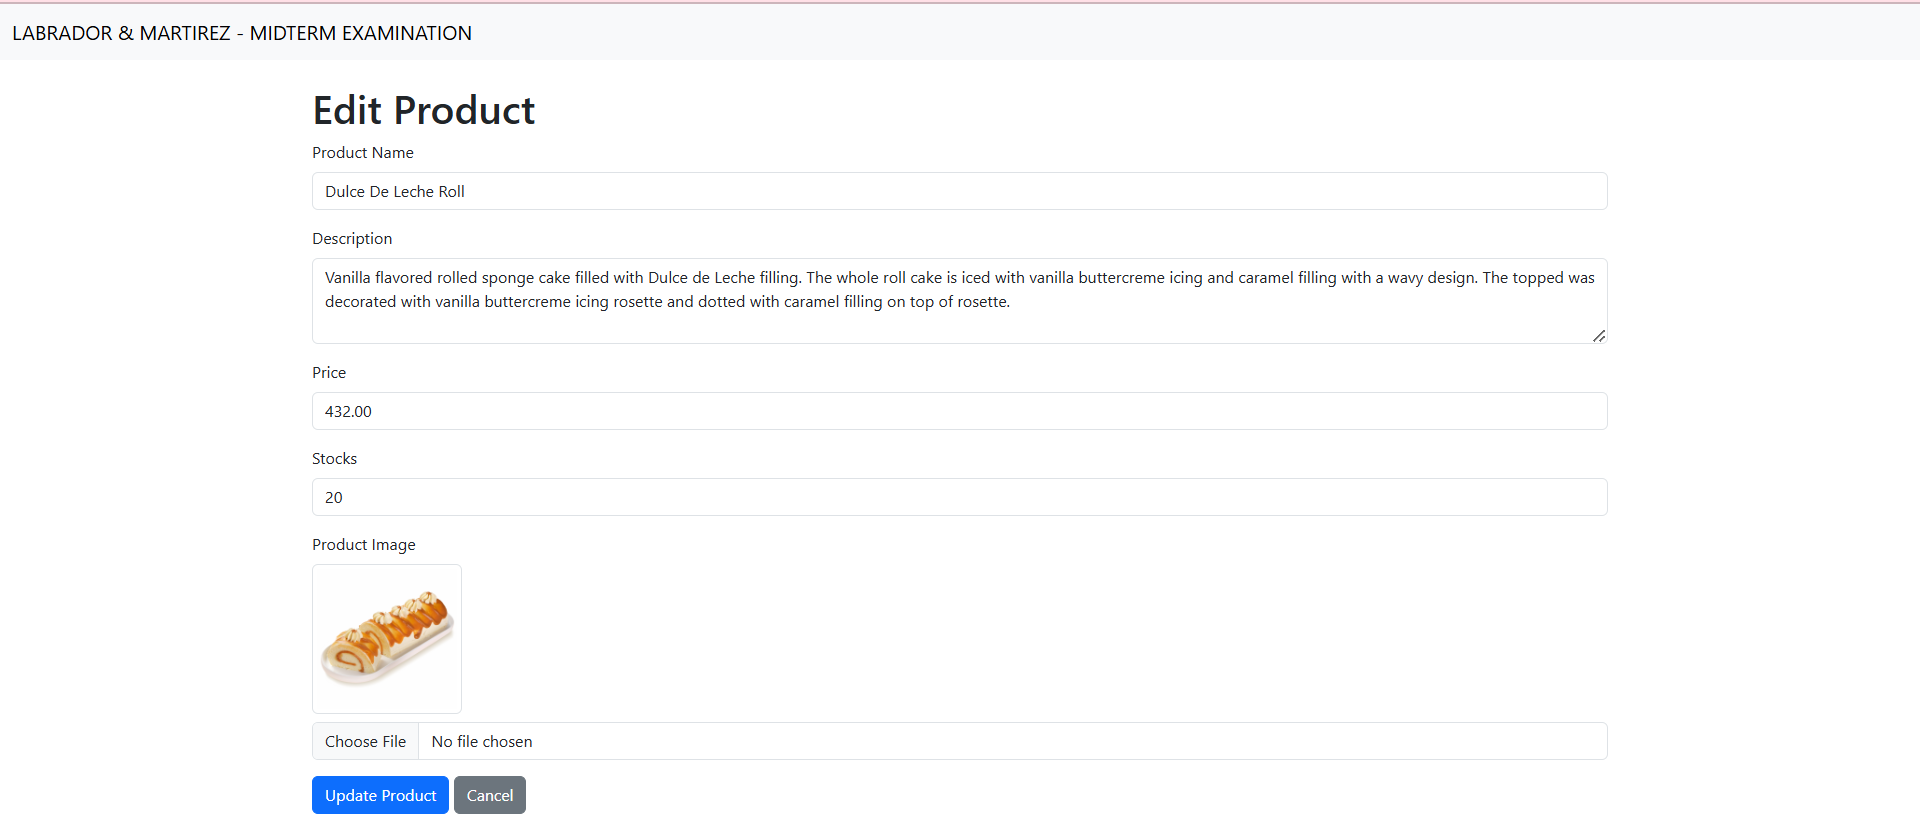 LABRADOR & MARTIREZ - MIDTERM EXAMINATION
Edit Product
Product Name
Dulce De Leche Roll
Description
Vanilla flavored rolled sponge cake filled with Dulce de Leche filling. The whole roll cake is iced with vanilla buttercreme icing and caramel filling with a wavy design. The topped was
decorated with vanilla buttercreme icing rosette and dotted with caramel filling on top of rosette.
Price
432.00
Stocks
20
Product Image
Choose File No file chosen
Update Product Cancel